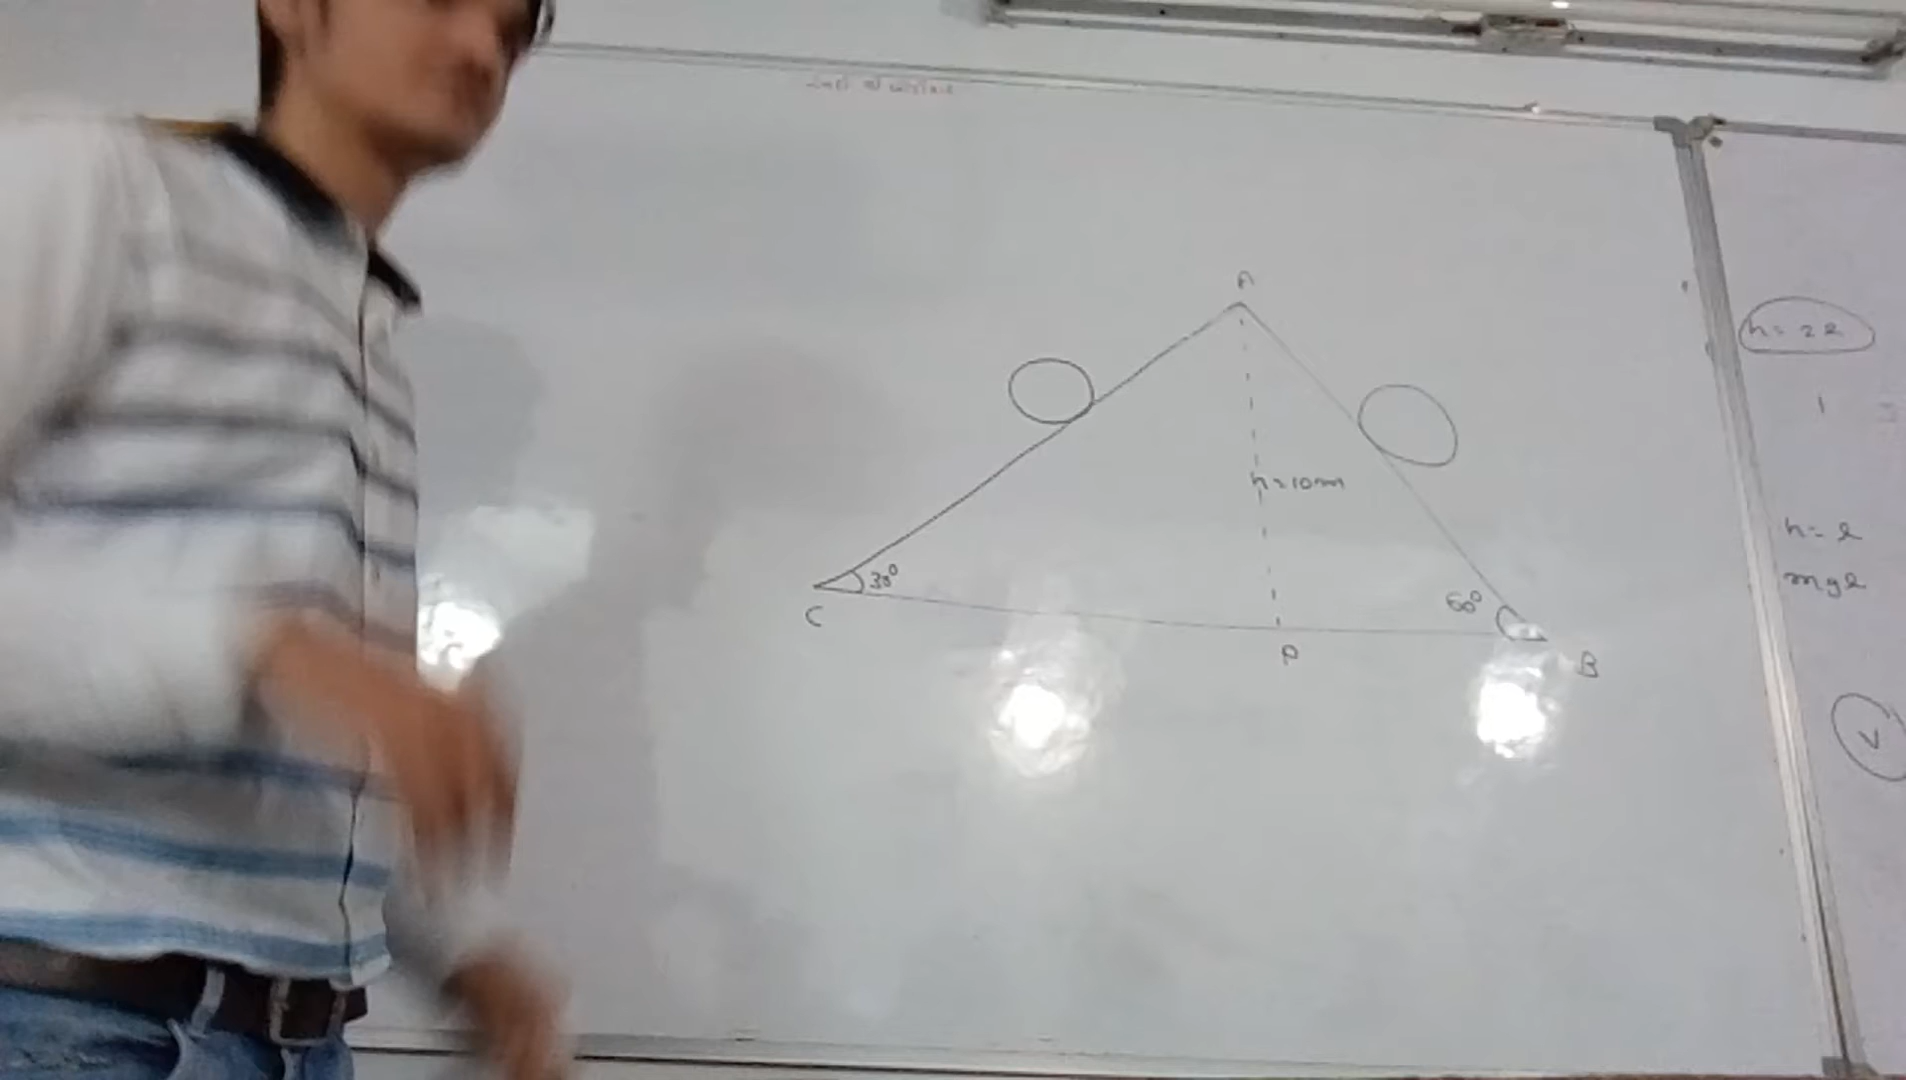 A
h = 2l
h = 10m
h = l
30°
mgl
60°
C
D
B
V